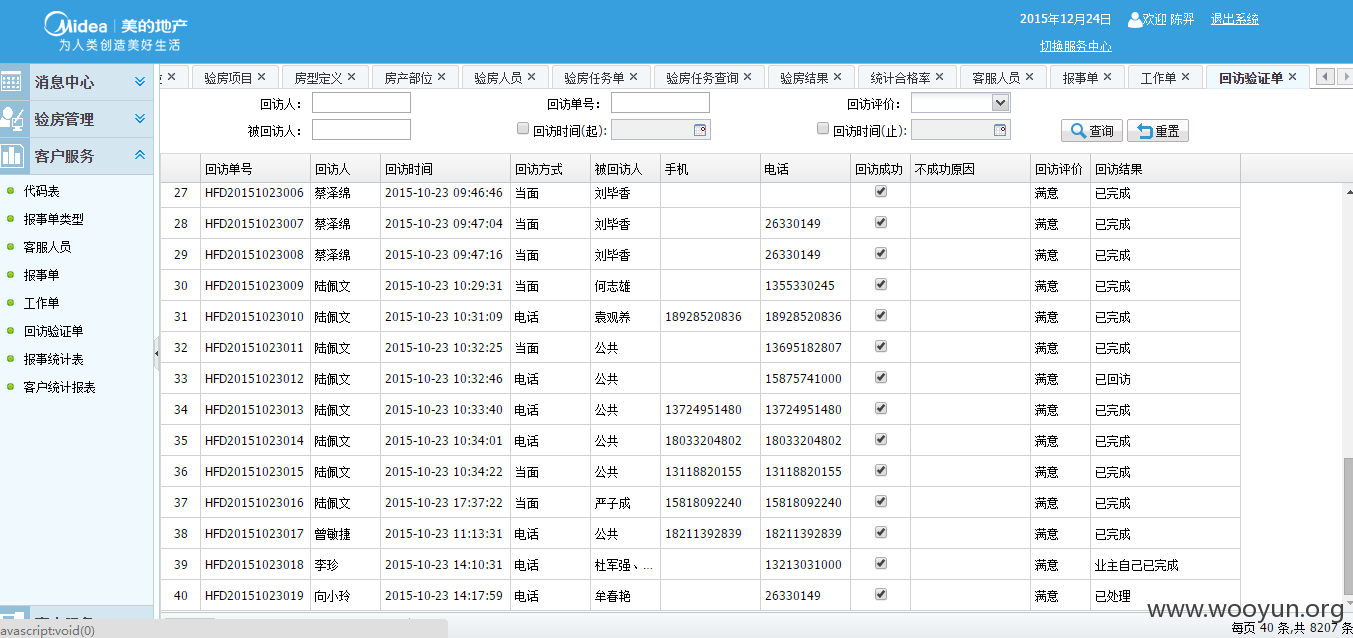 Midea 美的地产
为人类创造美好生活
2015年12月24日 欢迎 陈羿 退出系统
切换服务中心
消息中心
验房管理
客户服务
代码表
报事单类型
客服人员
报事单
工作单
回访验证单
报事统计表
客户统计报表
验房项目 × 房型定义 × 房产部位 × 验房人员 × 验房任务单 × 验房任务查询 × 验房结果 × 统计合格率 × 客服人员 × 报事单 × 工作单 × 回访验证单 ×
回访人: 回访单号: 回访评价:
被回访人: 回访时间(起): 回访时间(止): 查询 重置
回访单号 回访人 回访时间 回访方式 被回访人 手机 电话 回访成功 不成功原因 回访评价 回访结果
27 HFD20151023006 蔡泽绵 2015-10-23 09:46:46 当面 刘毕香 满意 已完成
28 HFD20151023007 蔡泽绵 2015-10-23 09:47:04 当面 刘毕香 26330149 满意 已完成
29 HFD20151023008 蔡泽绵 2015-10-23 09:47:16 当面 刘毕香 26330149 满意 已完成
30 HFD20151023009 陆佩文 2015-10-23 10:29:31 当面 何志雄 1355330245 满意 已完成
31 HFD20151023010 陆佩文 2015-10-23 10:31:09 电话 袁观养 18928520836 18928520836 满意 已完成
32 HFD20151023011 陆佩文 2015-10-23 10:32:25 当面 公共 13695182807 满意 已完成
33 HFD20151023012 陆佩文 2015-10-23 10:32:46 电话 公共 15875741000 满意 已回访
34 HFD20151023013 陆佩文 2015-10-23 10:33:40 电话 公共 13724951480 13724951480 满意 已完成
35 HFD20151023014 陆佩文 2015-10-23 10:34:01 电话 公共 18033204802 18033204802 满意 已完成
36 HFD20151023015 陆佩文 2015-10-23 10:34:22 当面 公共 13118820155 13118820155 满意 已完成
37 HFD20151023016 陆佩文 2015-10-23 17:37:22 当面 严子成 15818092240 15818092240 满意 已完成
38 HFD20151023017 曾敏捷 2015-10-23 11:13:31 电话 公共 18211392839 18211392839 满意 已完成
39 HFD20151023018 李珍 2015-10-23 14:10:31 电话 杜军强、... 13213031000 满意 业主自己已完成
40 HFD20151023019 向小玲 2015-10-23 14:17:59 电话 牟春艳 26330149 满意 已处理
www.wooyun.org
avascript:void(0)
每页 40 条,共 8207 条